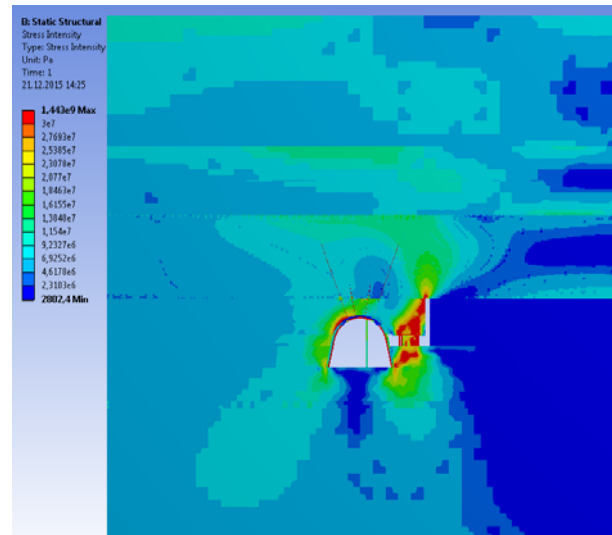 B: Static Structural
Stress Intensity
Type: Stress Intensity
Unit: Pa
Time: 1
21.12.2015 14:25
1,443e9 Max
3e7
2,7693e7
2,5385e7
2,3078e7
2,077e7
1,8463e7
1,6155e7
1,3848e7
1,154e7
9,2327e6
6,9252e6
4,6178e6
2,3103e6
2802,4 Min